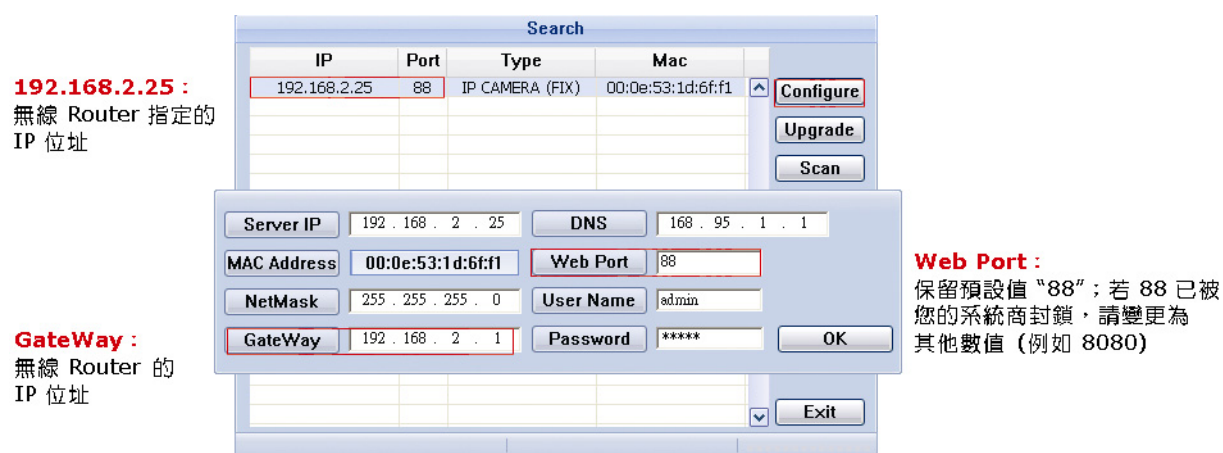 Search
IP Port Type Mac
192.168.2.25 88 IP CAMERA (FIX) 00:0e:53:1d:6f:f1
Configure
Upgrade
Scan
192.168.2.25：
無線 Router 指定的
IP 位址
Server IP 192 . 168 . 2 . 25 DNS 168 . 95 . 1 . 1
MAC Address 00:0e:53:1d:6f:f1 Web Port 88
NetMask 255 . 255 . 255 . 0 User Name admin
GateWay 192 . 168 . 2 . 1 Password *****
OK
Exit
GateWay：
無線 Router 的
IP 位址
Web Port：
保留預設值 “88”；若 88 已被
您的系統商封鎖，請變更為
其他數值 (例如 8080)